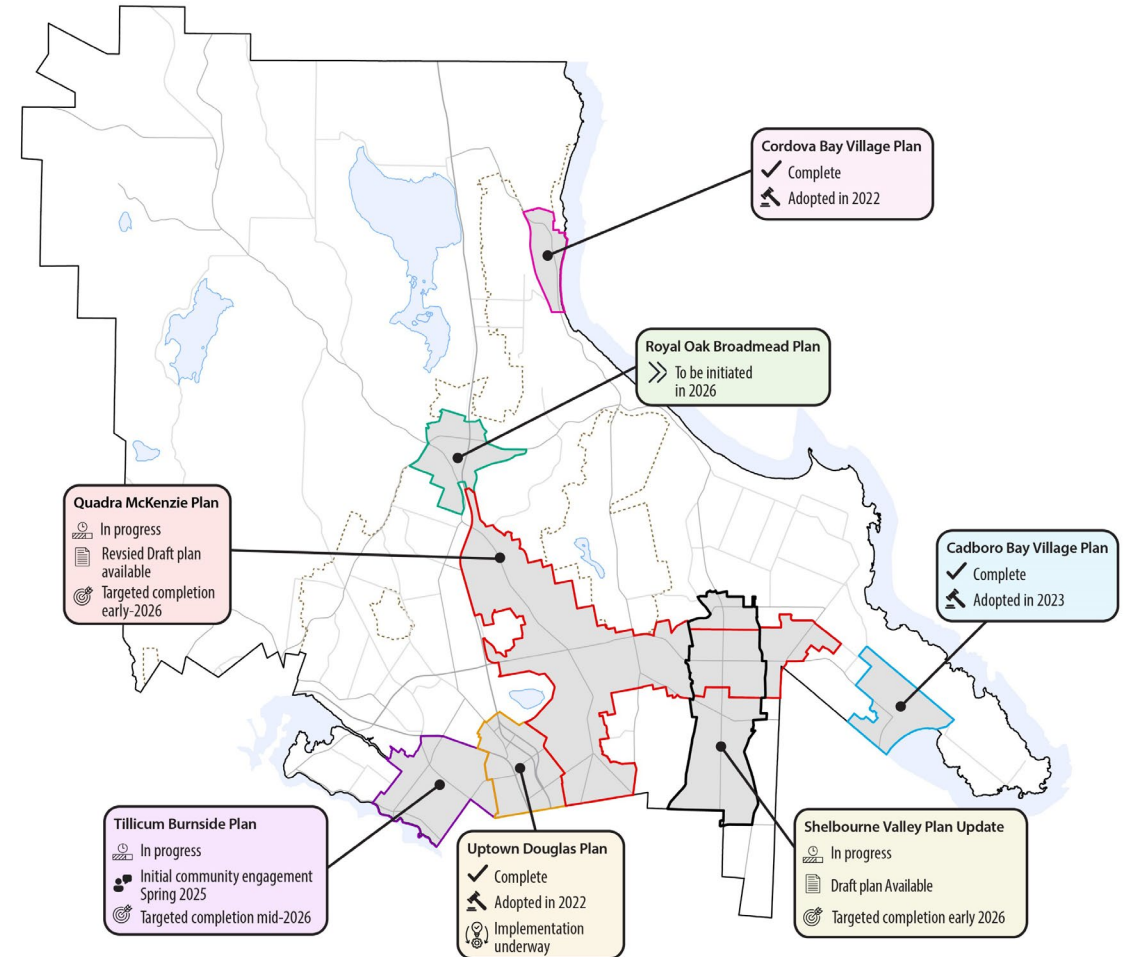 Cordova Bay Village Plan
Complete
Adopted in 2022
Royal Oak Broadmead Plan
To be initiated
in 2026
Quadra McKenzie Plan
In progress
Revsied Draft plan
available
Targeted completion
early-2026
Cadboro Bay Village Plan
Complete
Adopted in 2023
Tillicum Burnside Plan
In progress
Initial community engagement
Spring 2025
Targeted completion mid-2026
Uptown Douglas Plan
Complete
Adopted in 2022
Implementation
underway
Shelbourne Valley Plan Update
In progress
Draft plan Available
Targeted completion early 2026